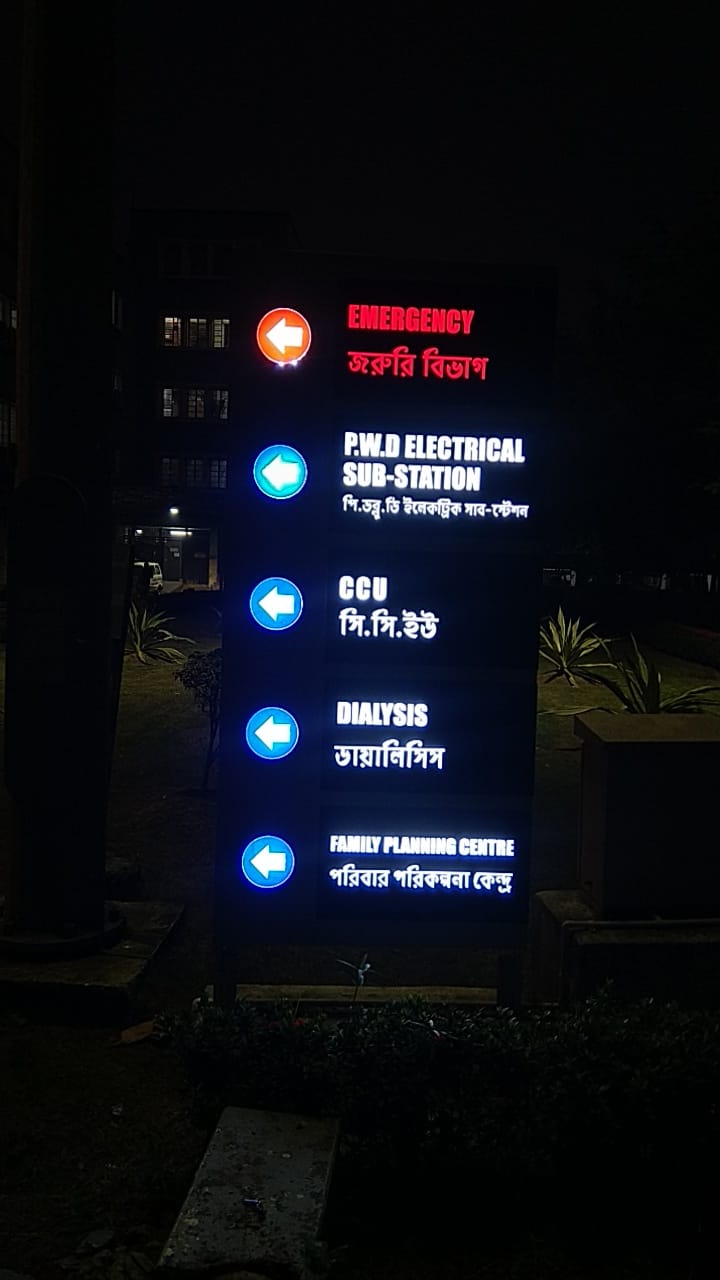 EMERGENCY
জরুরি বিভাগ
P.W.D ELECTRICAL
SUB-STATION
পি.ডব্লু.ডি ইলেকট্রিক সাব-স্টেশন
CCU
সি.সি.ইউ
DIALYSIS
ডায়ালিসিস
FAMILY PLANNING CENTRE
পরিবার পরিকল্পনা কেন্দ্র